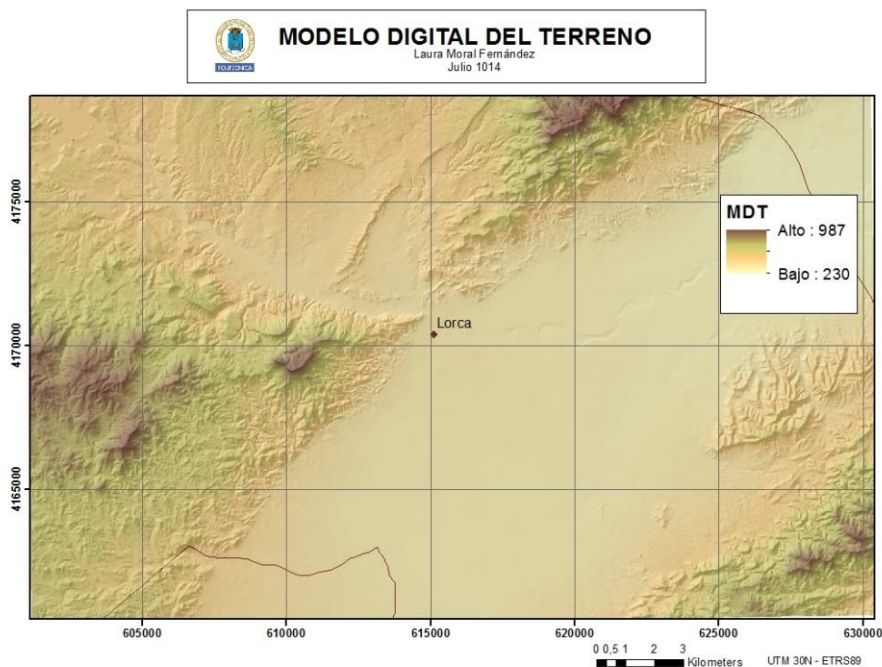 MODELO DIGITAL DEL TERRENO
Laura Moral Fernández
Julio 1014
POLITÉCNICA
4175000
4170000
4165000
MDT
Alto : 987
Bajo : 230
Lorca
605000 610000 615000 620000 625000 630000
0 0,5 1 2 3
Kilometers
UTM 30N - ETRS89